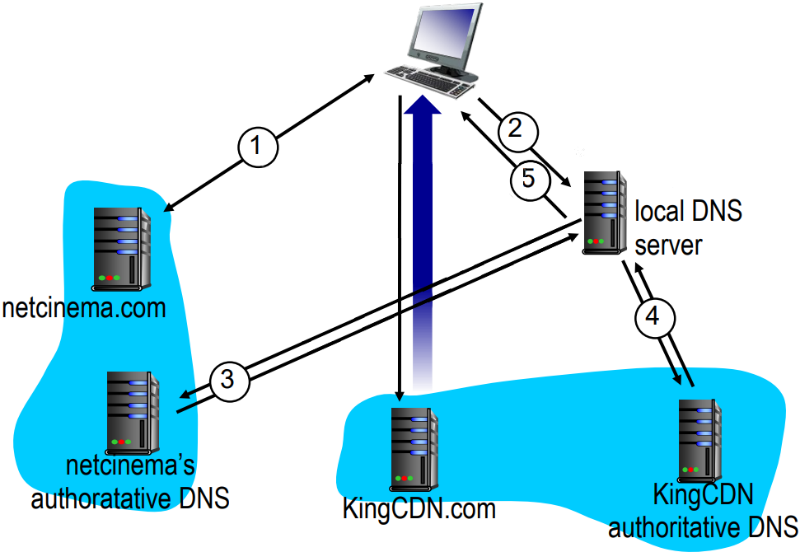 1
2
5
local DNS
server
netcinema.com
4
3
netcinema's
authoratative DNS
KingCDN.com
KingCDN
authoritative DNS